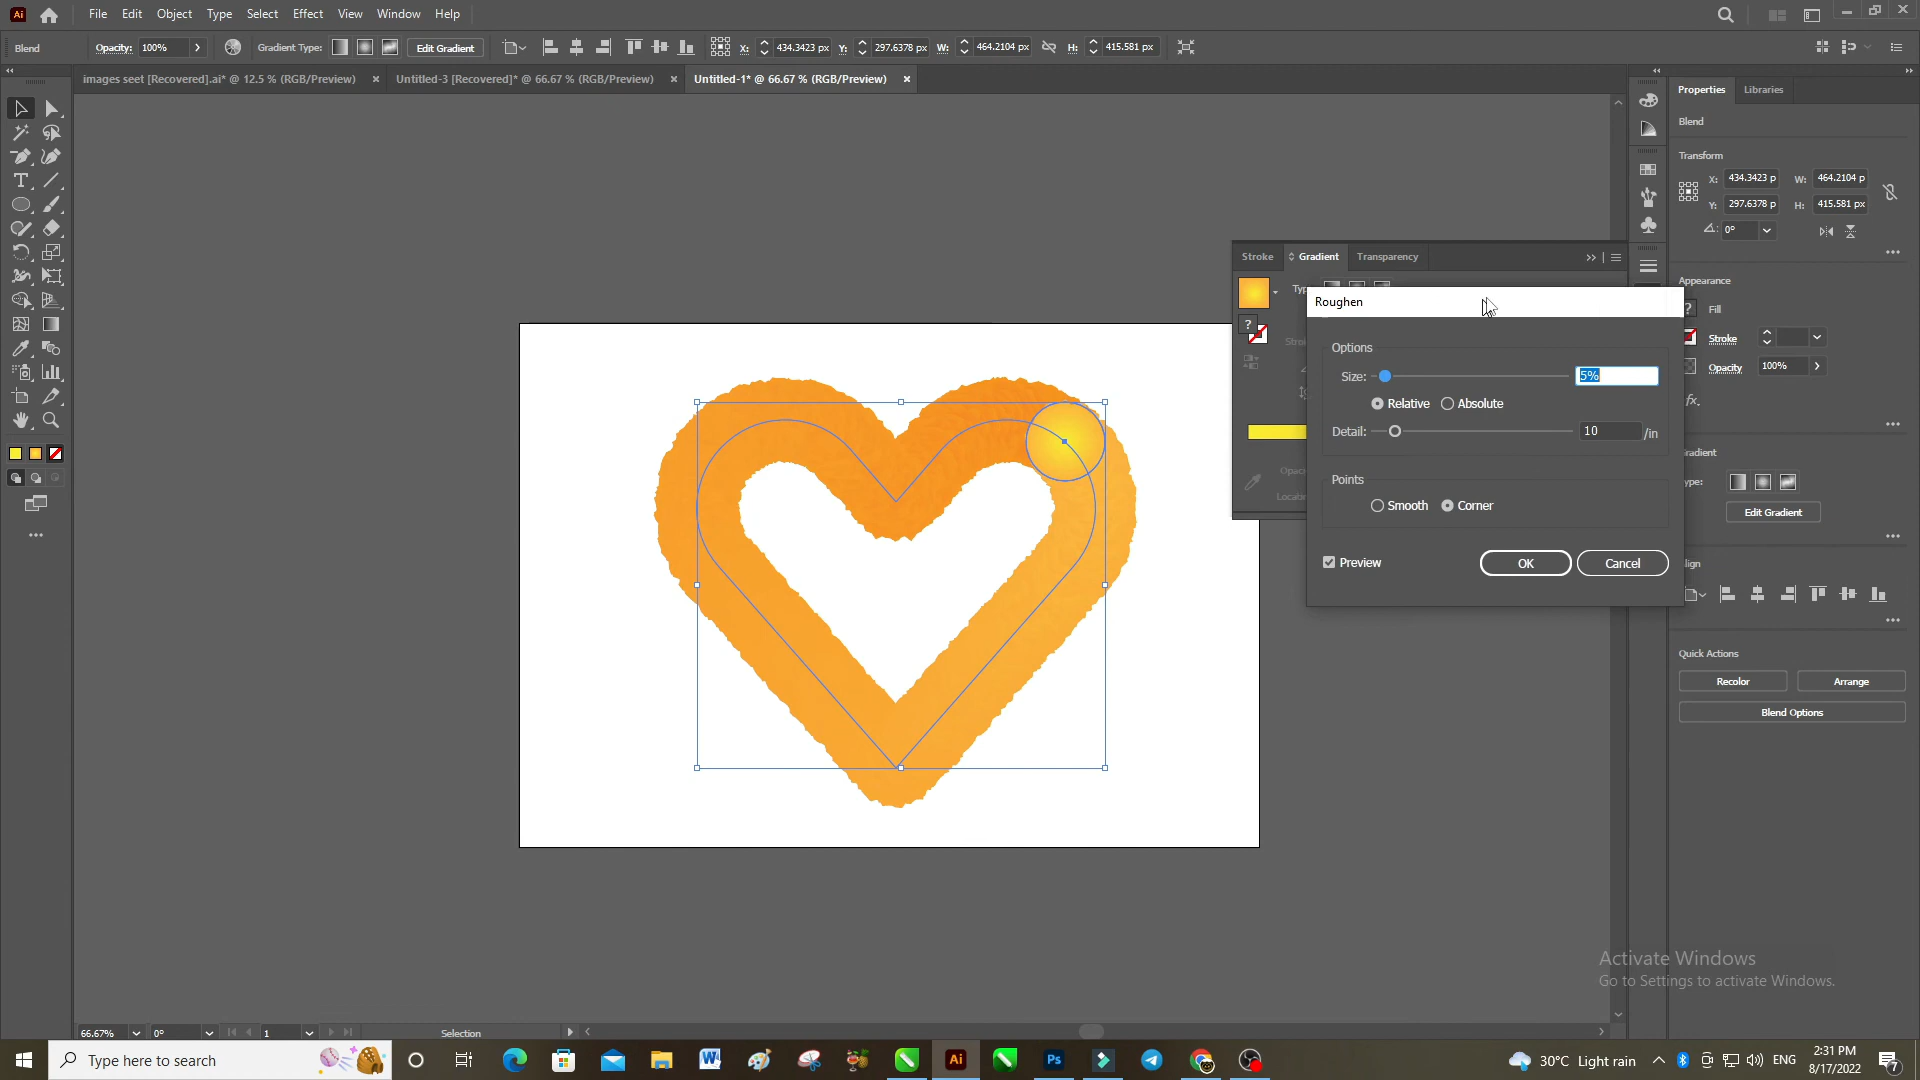 Ai File Edit Object Type Select Effect View Window Help
Blend Opacity: 100% Gradient Type: Edit Gradient X: 434.3423 px Y: 297.6378 px W: 464.2104 px H: 415.581 px
images seet [Recovered].ai* @ 12.5 % (RGB/Preview) Untitled-3 [Recovered]* @ 66.67 % (RGB/Preview) Untitled-1* @ 66.67 % (RGB/Preview)
Properties Libraries
Blend
Transform
X: 434.3423 p W: 464.2104 p
Y: 297.6378 p H: 415.581 px
0°
Stroke Gradient Transparency
Roughen
Options
Size: 5%
Relative Absolute
Detail: 10 /in
Points
Smooth Corner
Preview OK Cancel
Appearance
Fill
Stroke
Opacity 100%
fx.
Edit Gradient
Quick Actions
Recolor Arrange
Blend Options
Activate Windows
Go to Settings to activate Windows.
66.67% 0° 1 Selection
Type here to search Ai Ps 30°C Light rain ENG 2:31 PM
8/17/2022 7